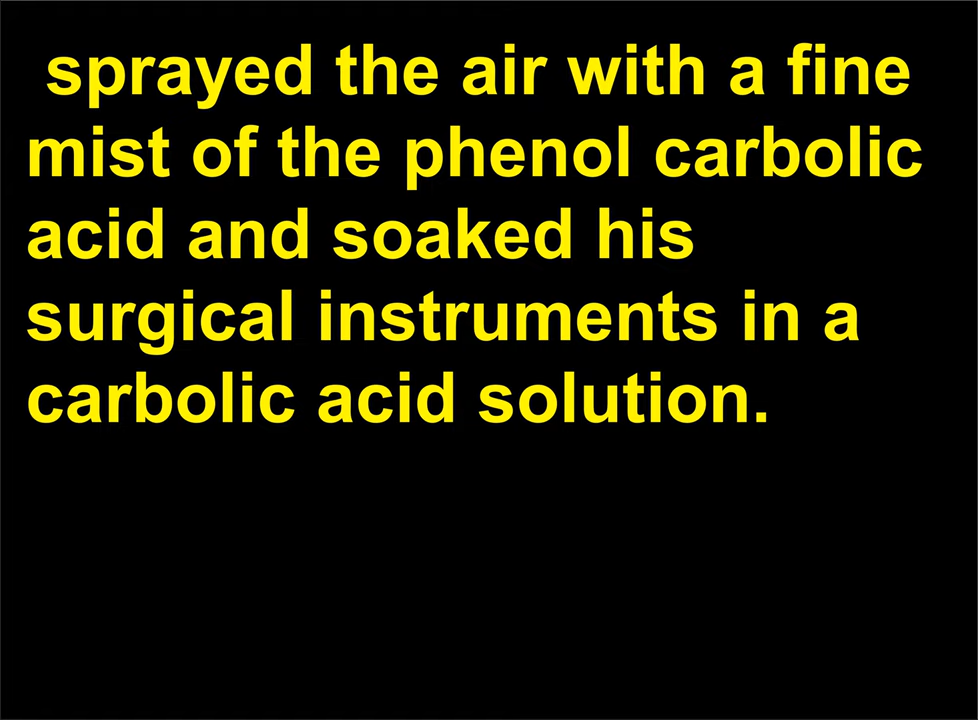 sprayed the air with a fine
mist of the phenol carbolic
acid and soaked his
surgical instruments in a
carbolic acid solution.